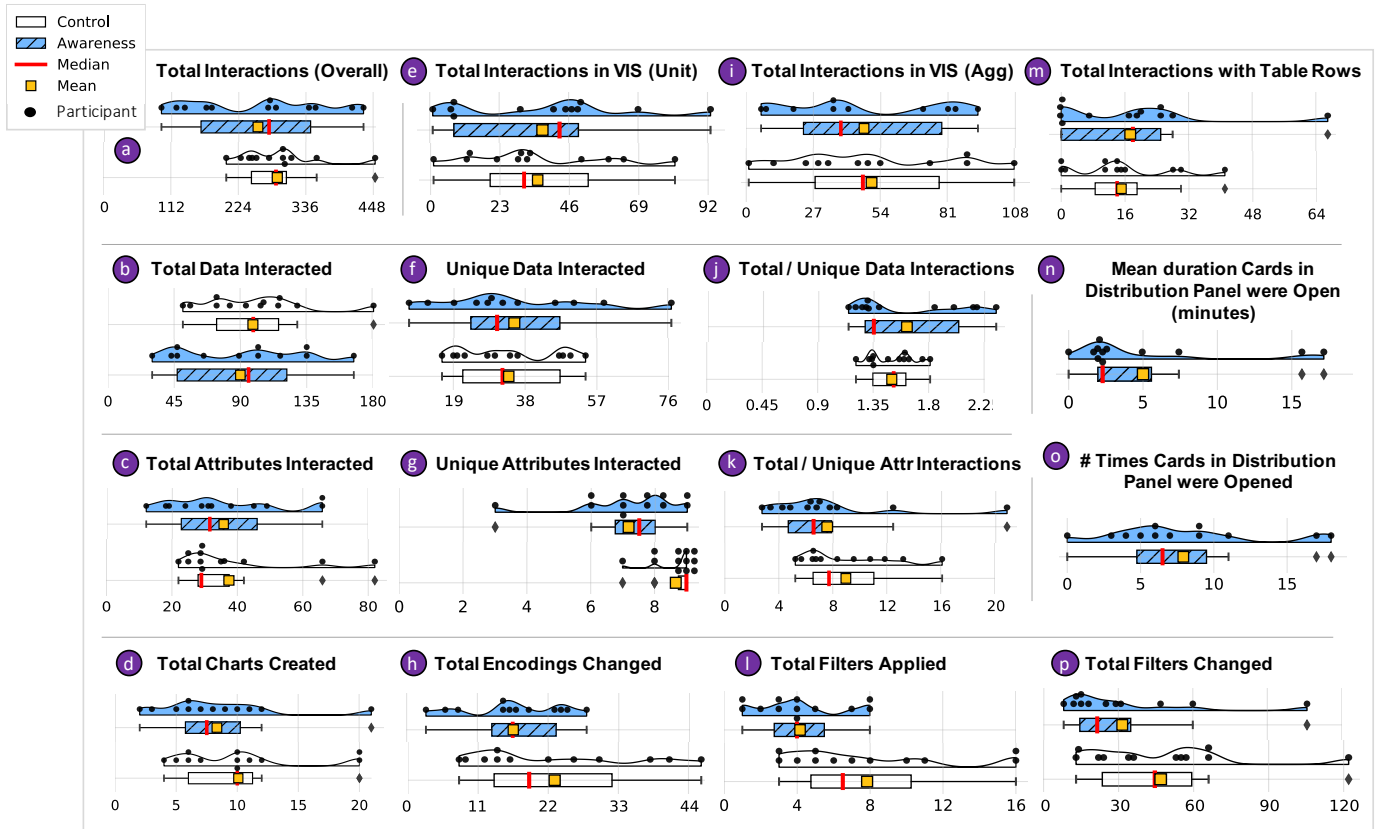 Control
Awareness
Median
Mean
Participant
a
Total Interactions (Overall)
0 112 224 336 448
e
Total Interactions in VIS (Unit)
0 23 46 69 92
i
Total Interactions in VIS (Agg)
0 27 54 81 108
m
Total Interactions with Table Rows
0 16 32 48 64
b
Total Data Interacted
0 45 90 135 180
f
Unique Data Interacted
19 38 57 76
j
Total / Unique Data Interactions
0 0.45 0.9 1.35 1.8
n
Mean duration Cards in
Distribution Panel were Open
(minutes)
0 5 10 15
c
Total Attributes Interacted
20 40 60 80
g
Unique Attributes Interacted
0 2 4 6 8
k
Total / Unique Attr Interactions
0 4 8 12 16 20
o
# Times Cards in Distribution
Panel were Opened
0 5 10 15
d
Total Charts Created
0 5 10 15 20
h
Total Encodings Changed
0 11 22 33 44
l
Total Filters Applied
0 4 8 12 16
p
Total Filters Changed
0 30 60 90 120